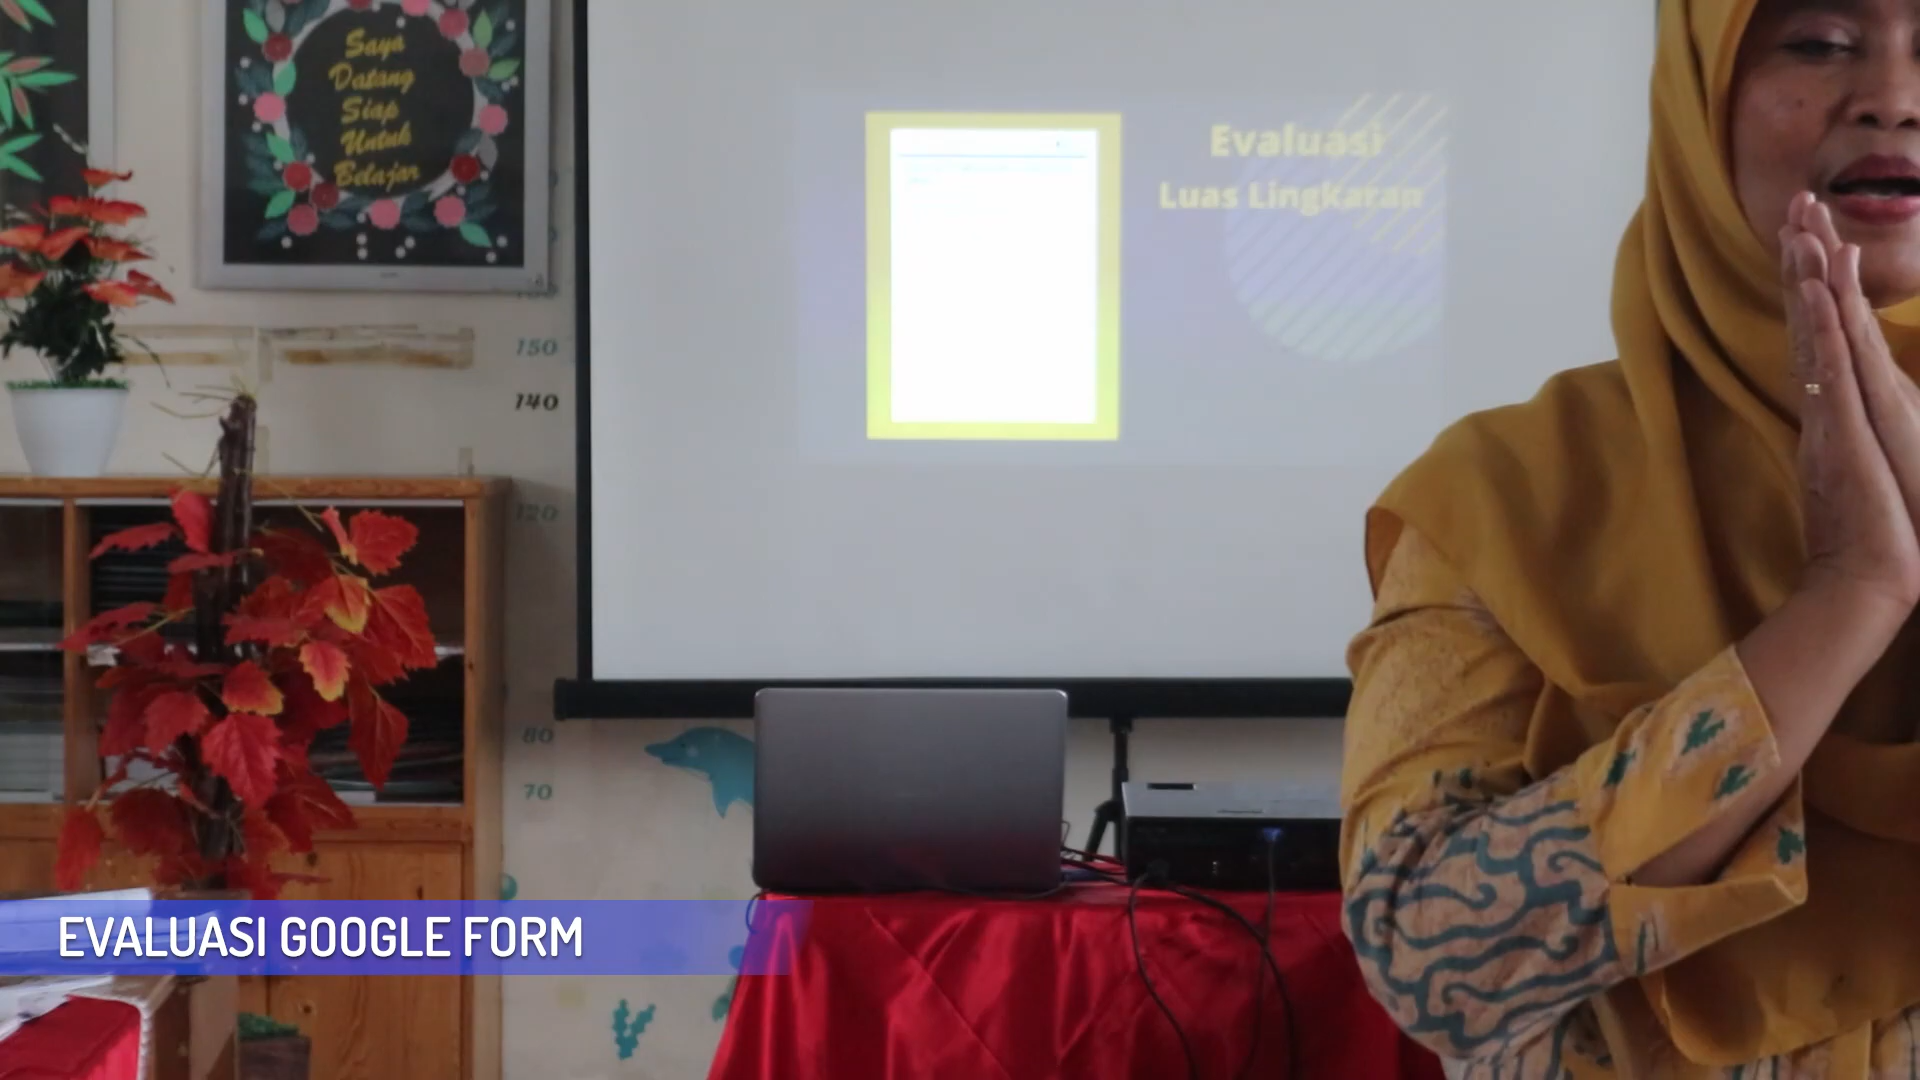 Saya
Datang
Siap
Untuk
Belajar
Evaluasi
Luas Lingkaran
150
140
120
80
70
EVALUASI GOOGLE FORM